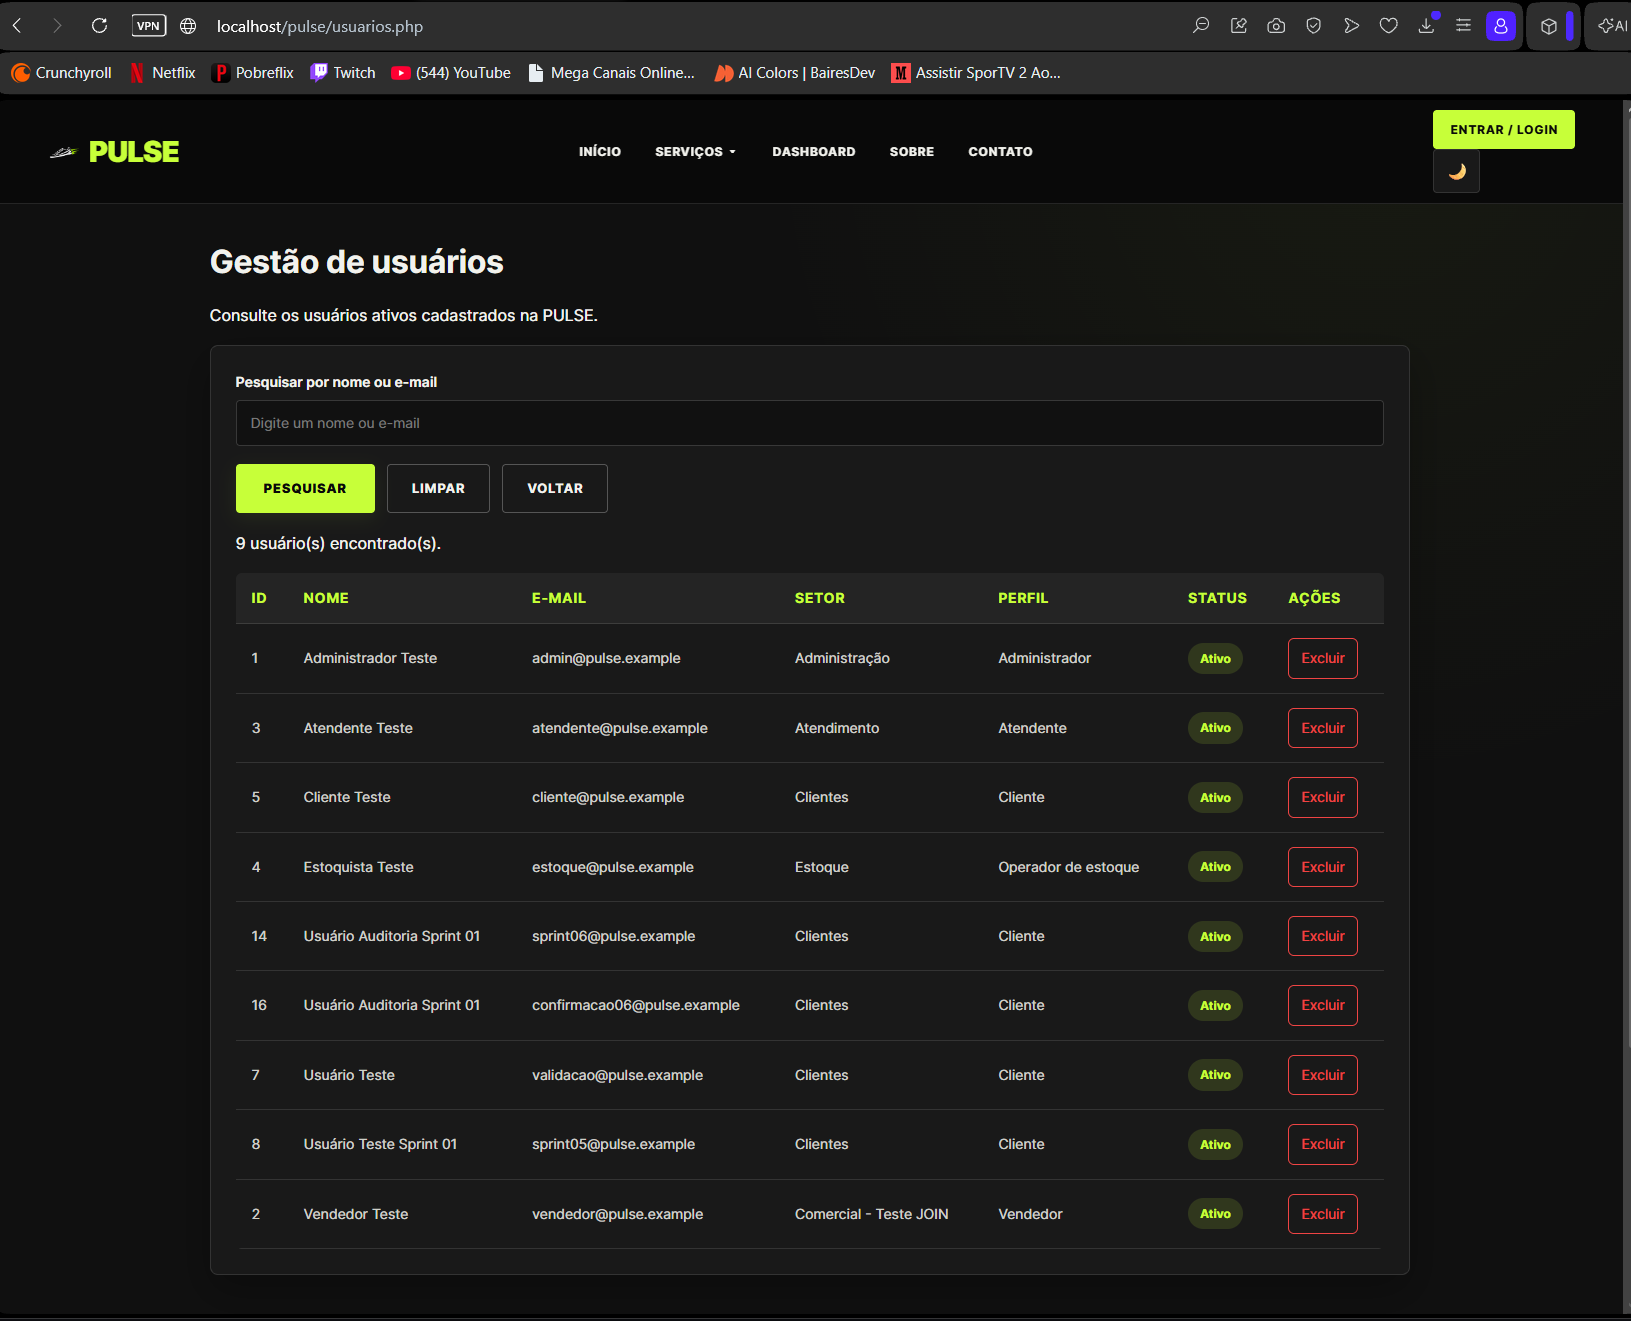 VPN localhost/pulse/usuarios.php AI
Crunchyroll Netflix Pobreflix Twitch (544) YouTube Mega Canais Online... AI Colors | BairesDev Assistir SporTV 2 Ao...
PULSE INÍCIO SERVIÇOS DASHBOARD SOBRE CONTATO ENTRAR / LOGIN
Gestão de usuários
Consulte os usuários ativos cadastrados na PULSE.
Pesquisar por nome ou e-mail
Digite um nome ou e-mail
PESQUISAR LIMPAR VOLTAR
9 usuário(s) encontrado(s).
ID NOME E-MAIL SETOR PERFIL STATUS AÇÕES
1 Administrador Teste admin@pulse.example Administração Administrador Ativo Excluir
3 Atendente Teste atendente@pulse.example Atendimento Atendente Ativo Excluir
5 Cliente Teste cliente@pulse.example Clientes Cliente Ativo Excluir
4 Estoquista Teste estoque@pulse.example Estoque Operador de estoque Ativo Excluir
14 Usuário Auditoria Sprint 01 sprint06@pulse.example Clientes Cliente Ativo Excluir
16 Usuário Auditoria Sprint 01 confirmacao06@pulse.example Clientes Cliente Ativo Excluir
7 Usuário Teste validacao@pulse.example Clientes Cliente Ativo Excluir
8 Usuário Teste Sprint 01 sprint05@pulse.example Clientes Cliente Ativo Excluir
2 Vendedor Teste vendedor@pulse.example Comercial - Teste JOIN Vendedor Ativo Excluir